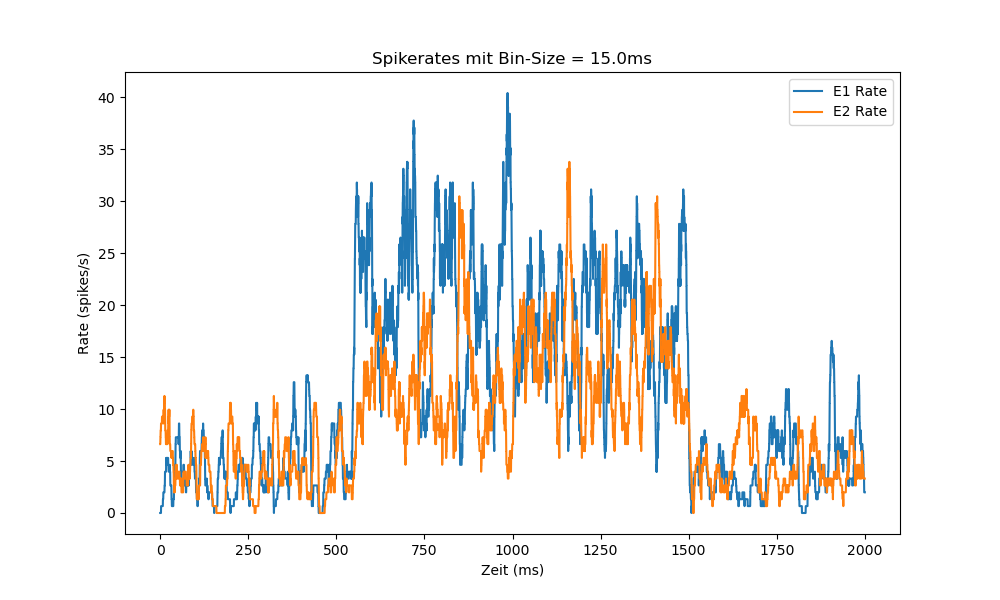 Spikerates mit Bin-Size = 15.0ms
E1 Rate
E2 Rate
40
35
30
25
20
15
10
5
0
Rate (spikes/s)
0 250 500 750 1000 1250 1500 1750 2000
Zeit (ms)